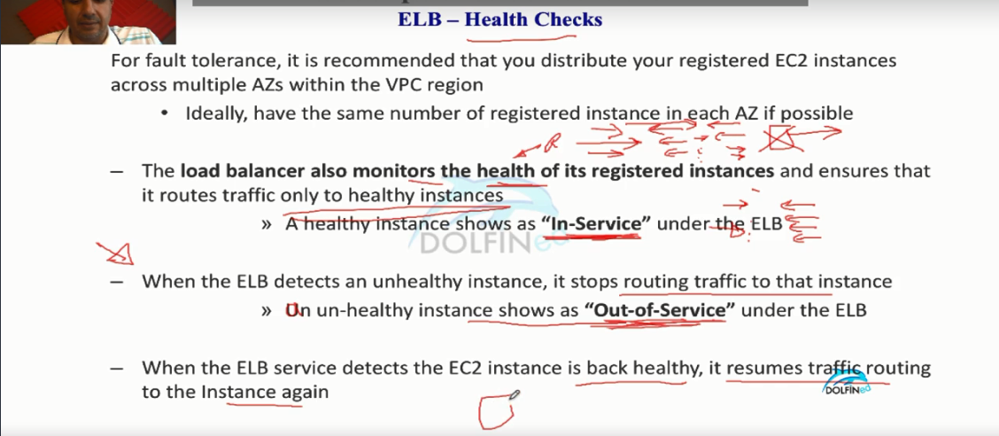 ELB – Health Checks
For fault tolerance, it is recommended that you distribute your registered EC2 instances
across multiple AZs within the VPC region
• Ideally, have the same number of registered instance in each AZ if possible
R
– The load balancer also monitors the health of its registered instances and ensures that
it routes traffic only to healthy instances
» A healthy instance shows as “In-Service” under the ELB
DOLFINed
– When the ELB detects an unhealthy instance, it stops routing traffic to that instance
» Un un-healthy instance shows as “Out-of-Service” under the ELB
– When the ELB service detects the EC2 instance is back healthy, it resumes traffic routing
to the Instance again
DOLFINed